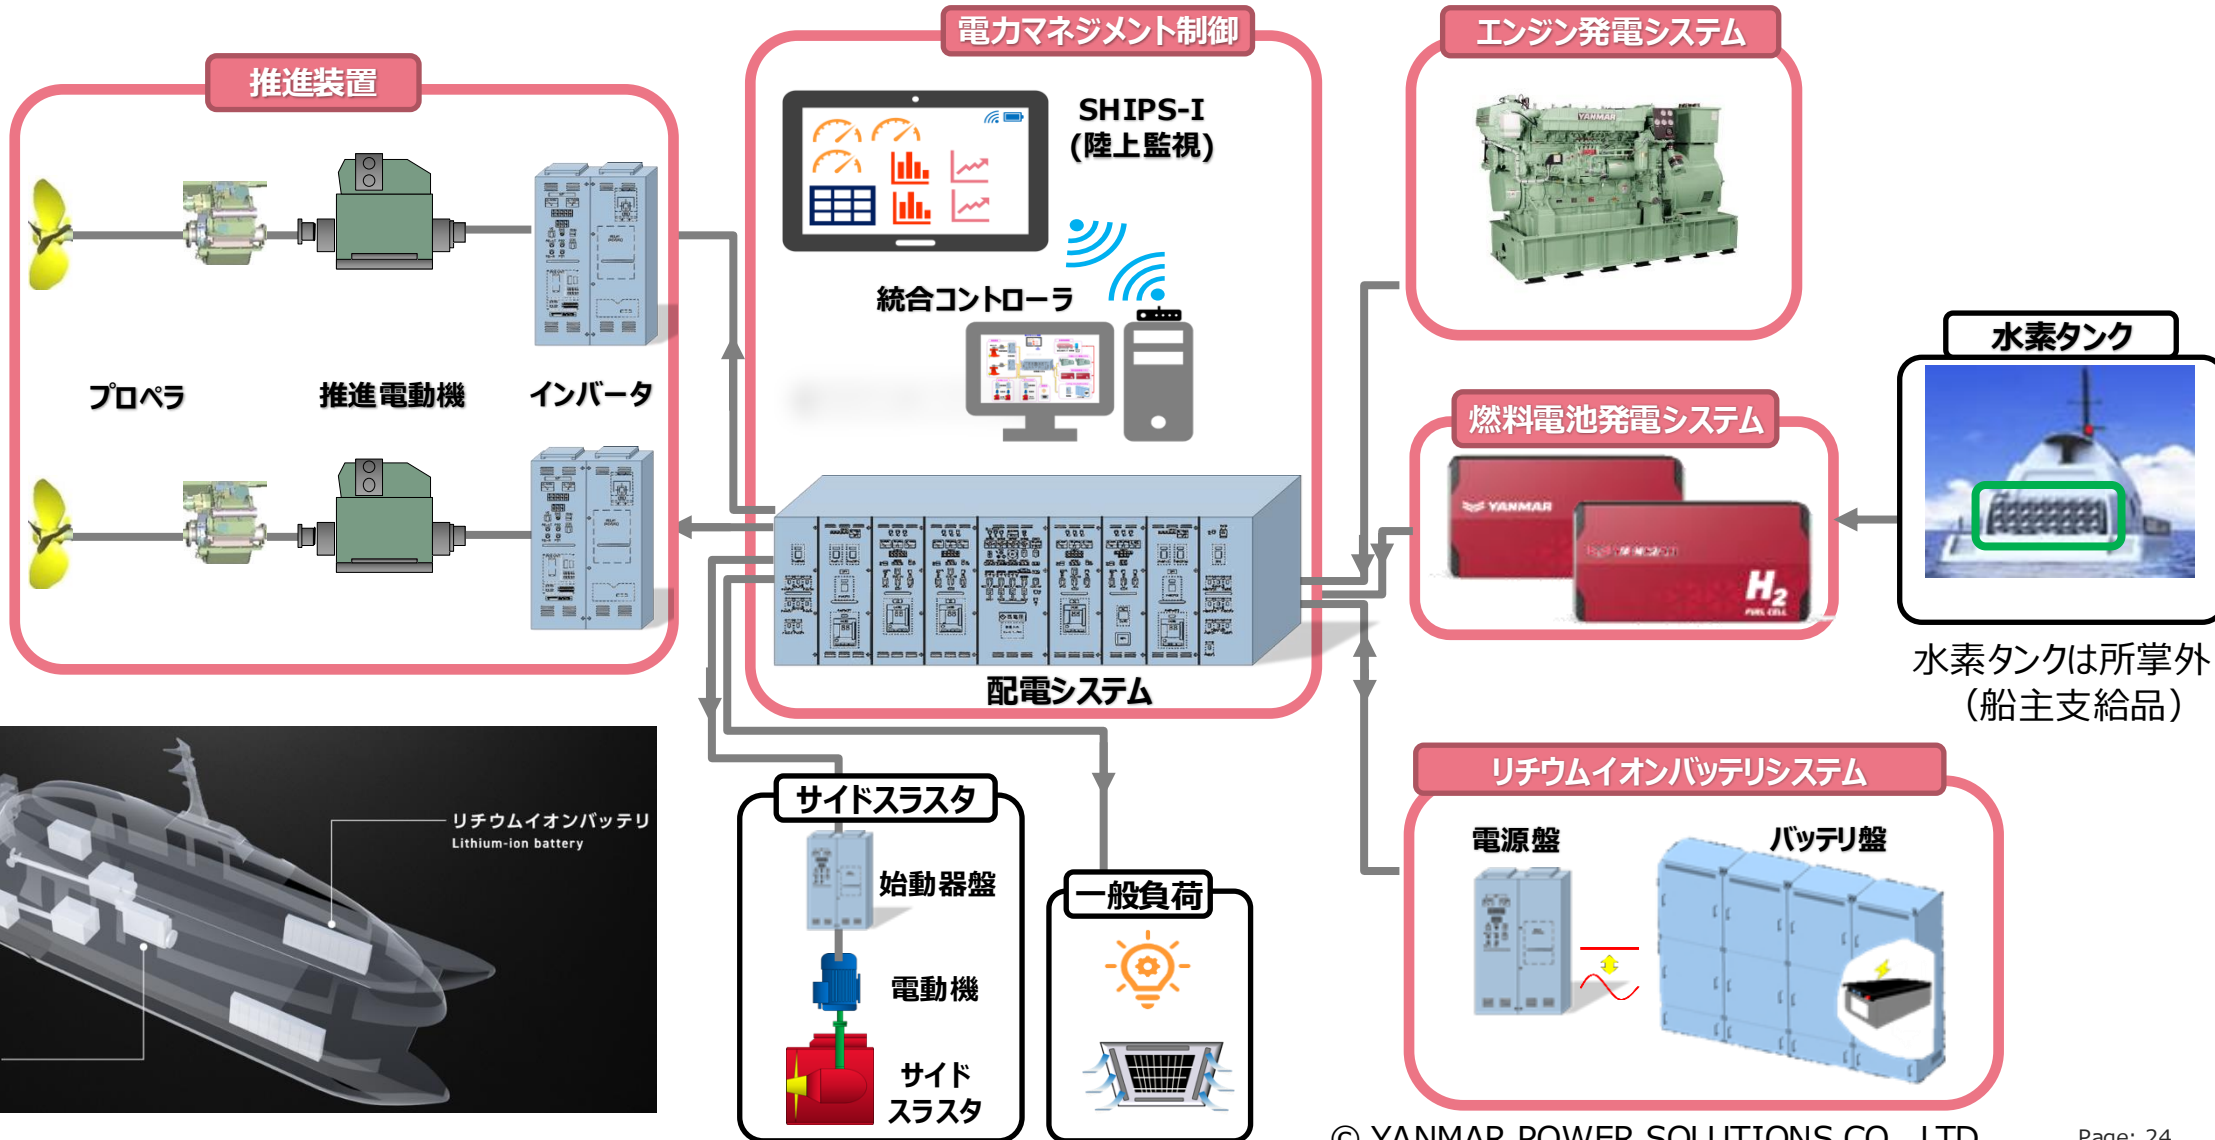 推進装置
電力マネジメント制御
エンジン発電システム
SHIPS-I
(陸上監視)
YANMAR
統合コントローラ
水素タンク
プロペラ
推進電動機
インバータ
燃料電池発電システム
YANMAR
YANMAR
H2
FUEL CELL
水素タンクは所掌外
（船主支給品）
配電システム
リチウムイオンバッテリシステム
電源盤
バッテリ盤
リチウムイオンバッテリ
Lithium-ion battery
サイドスラスタ
始動器盤
電動機
サイド
スラスタ
一般負荷
© YANMAR POWER SOLUTIONS CO., LTD.
Page: 24